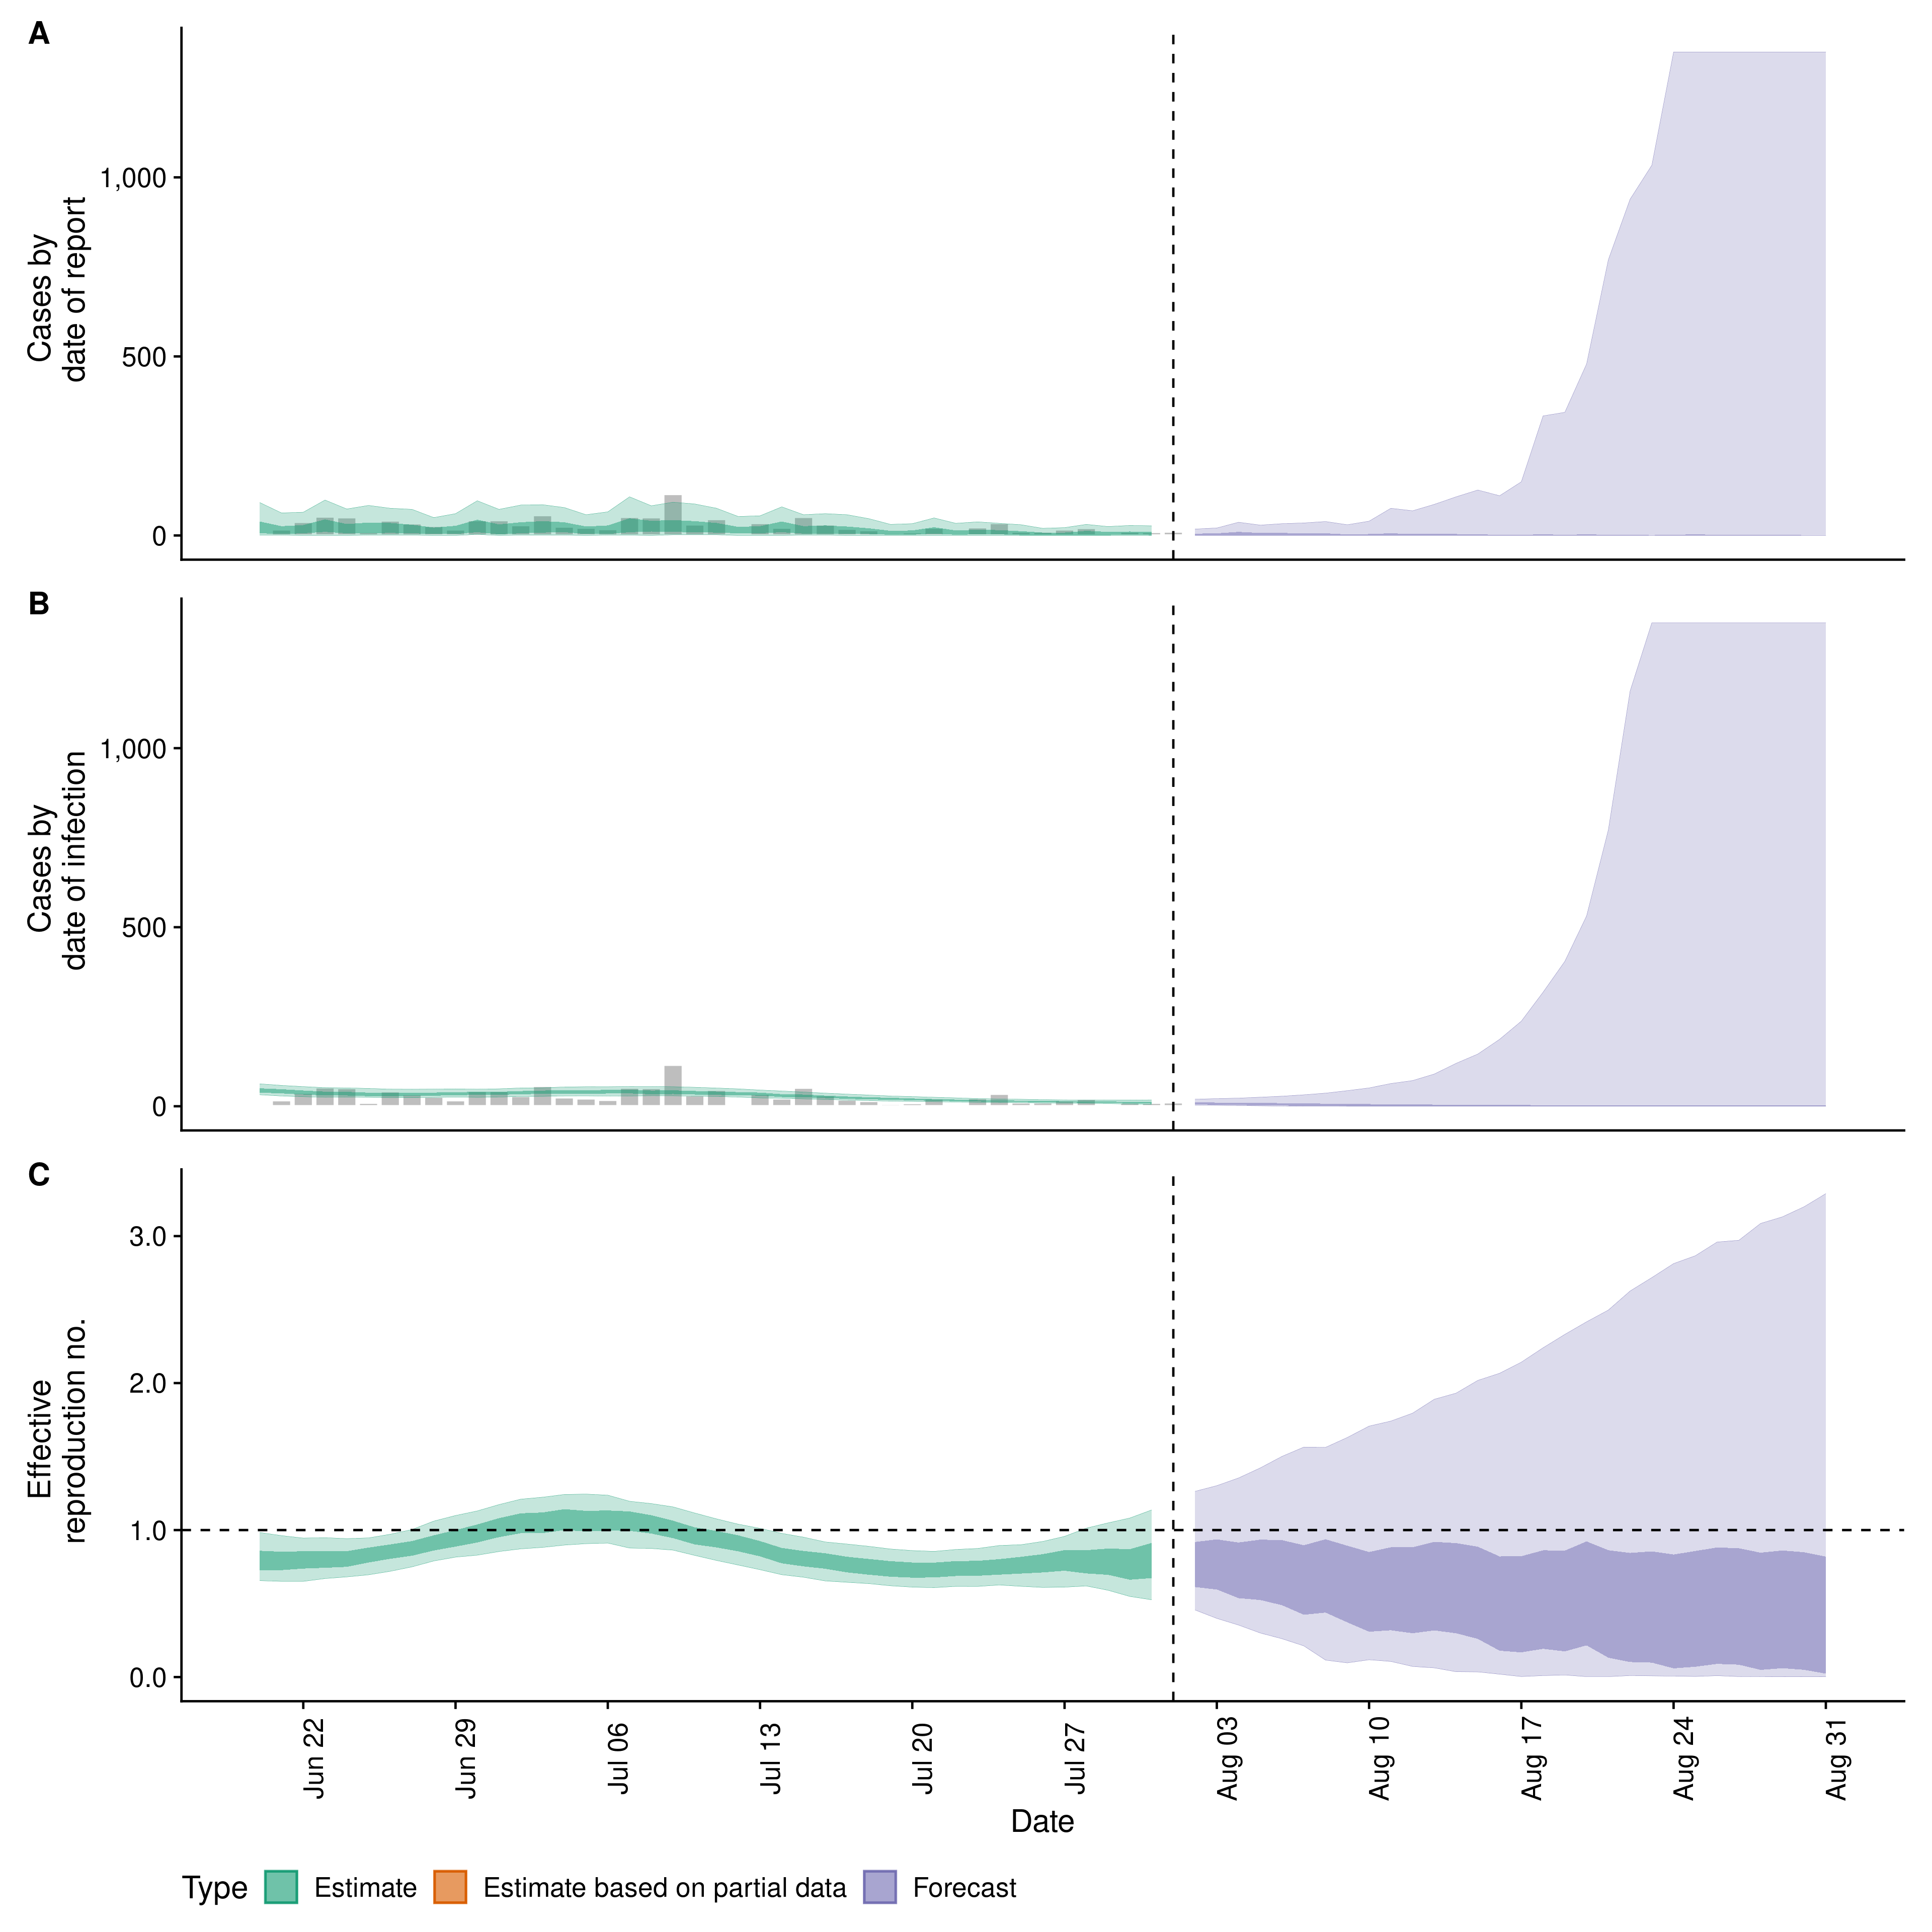 A
Cases by
date of report
1,000
500
0
B
Cases by
date of infection
1,000
500
0
C
Effective
reproduction no.
3.0
2.0
1.0
0.0
Jun 22
Jun 29
Jul 06
Jul 13
Jul 20
Jul 27
Aug 03
Aug 10
Aug 17
Aug 24
Aug 31
Date
Type Estimate Estimate based on partial data Forecast